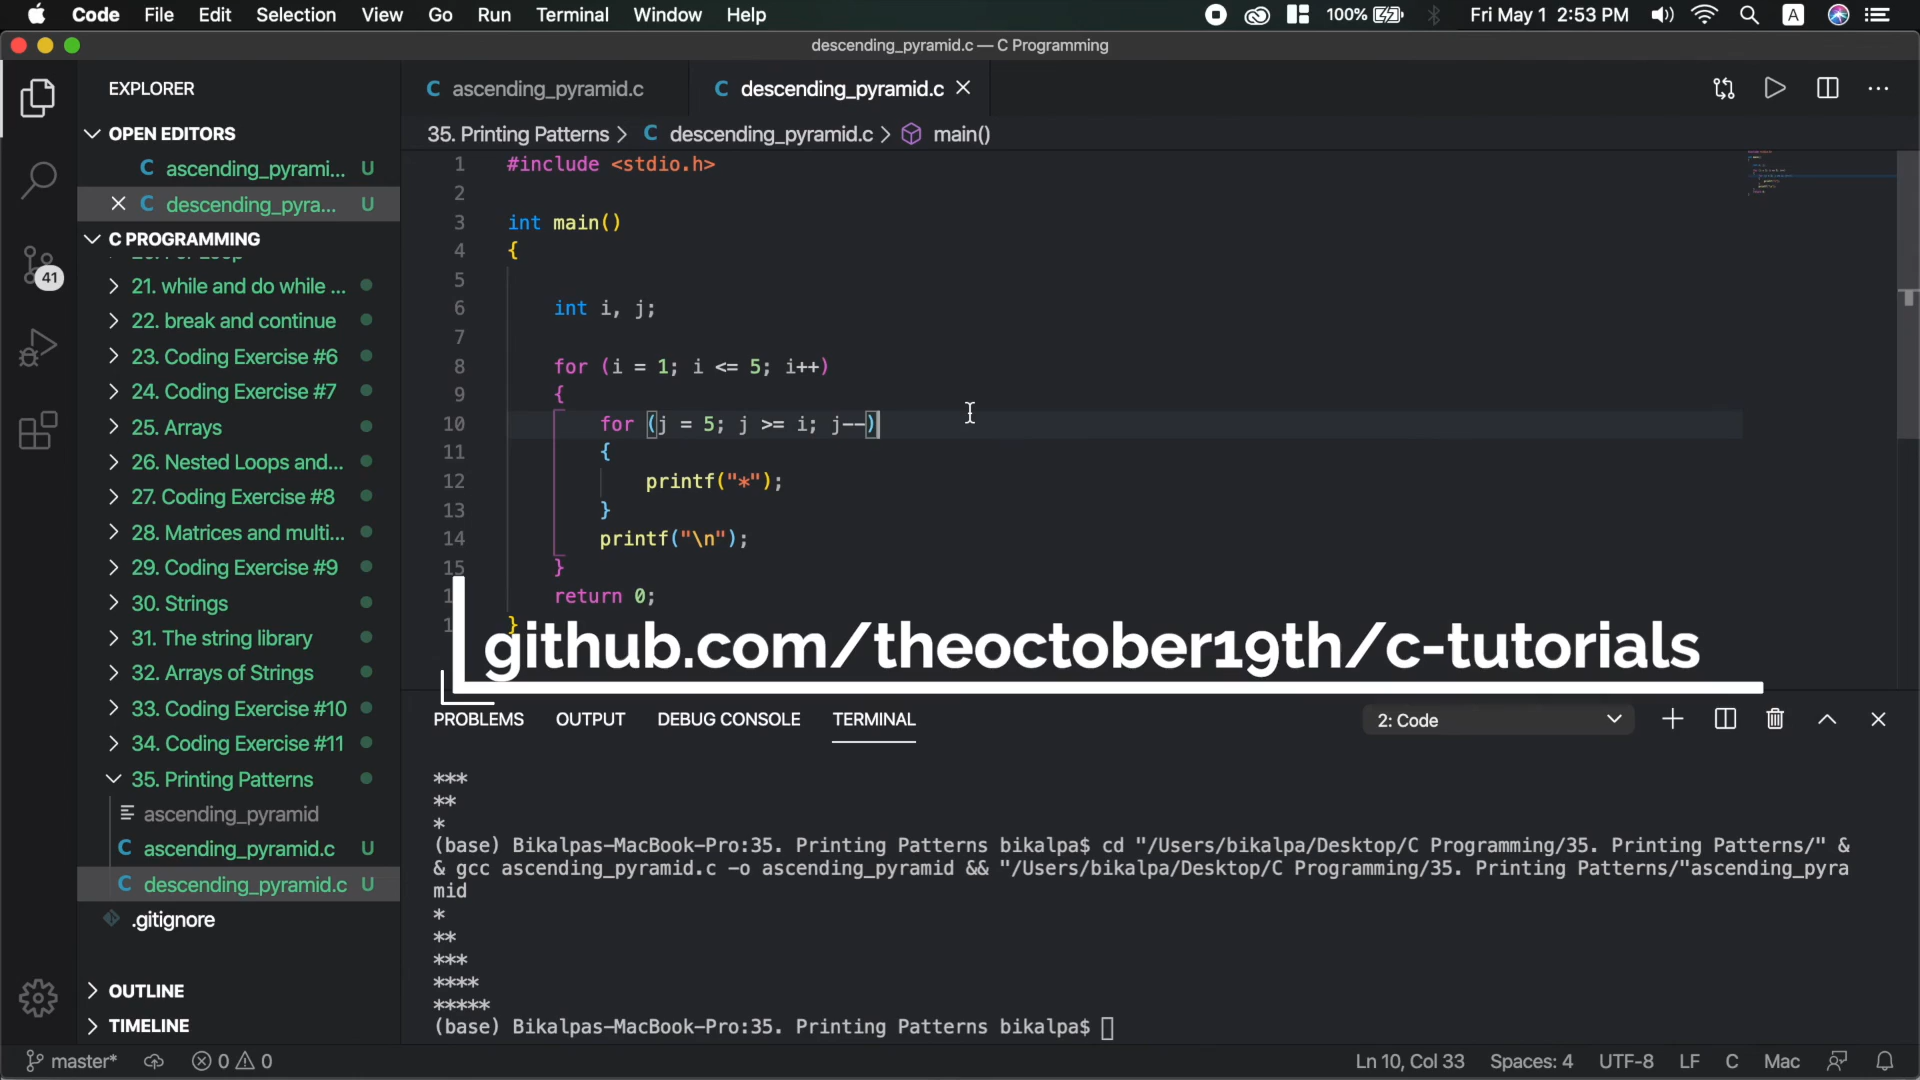 Code File Edit Selection View Go Run Terminal Window Help 100% Fri May 1 2:53 PM A
descending_pyramid.c — C Programming
EXPLORER
OPEN EDITORS
C ascending_pyrami... U
C descending_pyra... U
C PROGRAMMING
21. while and do while ...
22. break and continue
23. Coding Exercise #6
24. Coding Exercise #7
25. Arrays
26. Nested Loops and...
27. Coding Exercise #8
28. Matrices and multi...
29. Coding Exercise #9
30. Strings
31. The string library
32. Arrays of Strings
33. Coding Exercise #10
34. Coding Exercise #11
35. Printing Patterns
ascending_pyramid
C ascending_pyramid.c U
C descending_pyramid.c U
.gitignore
OUTLINE
TIMELINE
41
C ascending_pyramid.c C descending_pyramid.c
35. Printing Patterns > C descending_pyramid.c > main()
1 #include <stdio.h>
2
3 int main()
4 {
5
6 int i, j;
7
8 for (i = 1; i <= 5; i++)
9 {
10 for (j = 5; j >= i; j--)
11 {
12 printf("*");
13 }
14 printf("\n");
15 }
1 return 0;
1 }
github.com/theoctober19th/c-tutorials
PROBLEMS OUTPUT DEBUG CONSOLE TERMINAL 2: Code
***
**
*
(base) Bikalpas-MacBook-Pro:35. Printing Patterns bikalpa$ cd "/Users/bikalpa/Desktop/C Programming/35. Printing Patterns/" &
& gcc ascending_pyramid.c -o ascending_pyramid && "/Users/bikalpa/Desktop/C Programming/35. Printing Patterns/"ascending_pyra
mid
*
**
***
****
*****
(base) Bikalpas-MacBook-Pro:35. Printing Patterns bikalpa$
master* 0 0 Ln 10, Col 33 Spaces: 4 UTF-8 LF C Mac